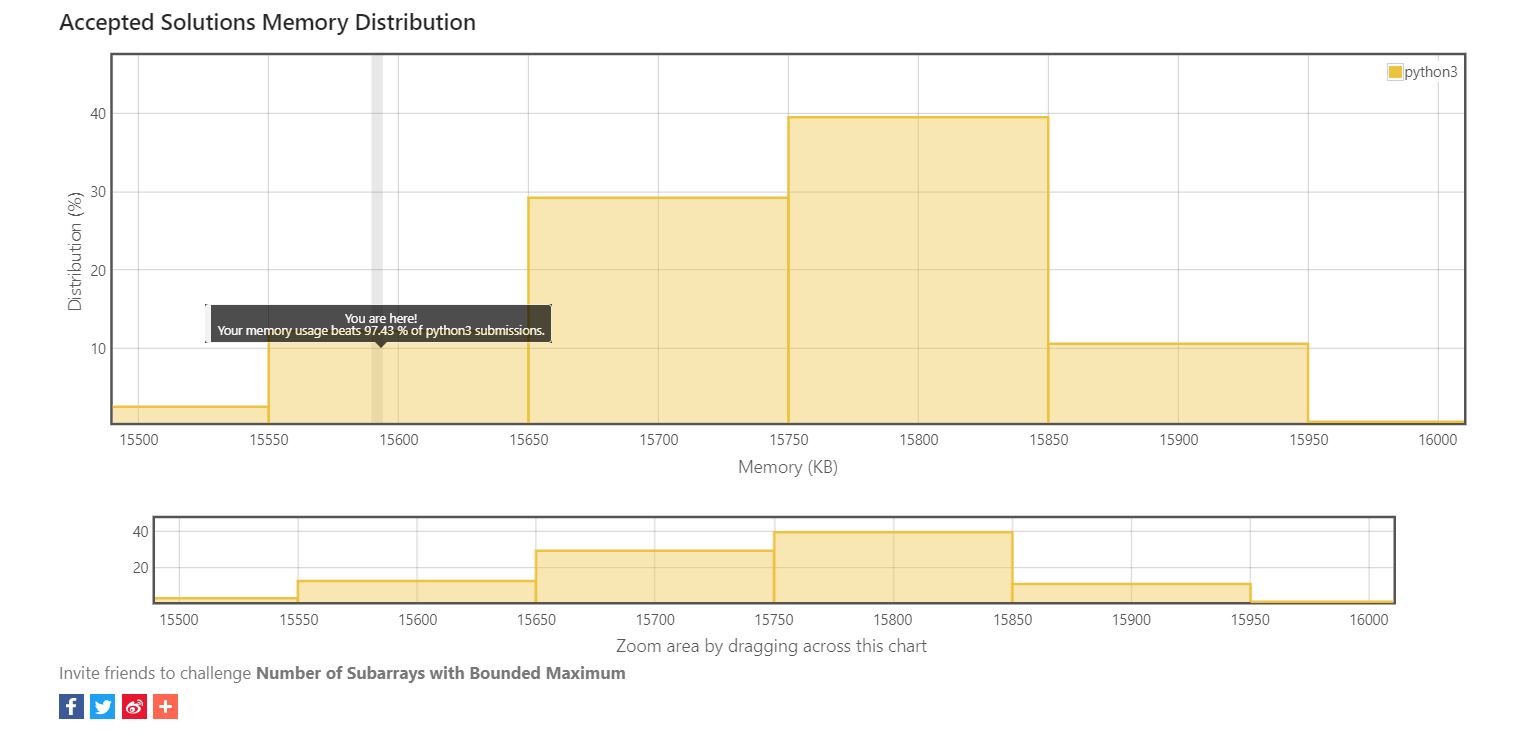 Accepted Solutions Memory Distribution
python3
40
30
20
10
Distribution (%)
You are here!
Your memory usage beats 97.43 % of python3 submissions.
15500 15550 15600 15650 15700 15750 15800 15850 15900 15950 16000
Memory (KB)
40
20
15500 15550 15600 15650 15700 15750 15800 15850 15900 15950 16000
Zoom area by dragging across this chart
Invite friends to challenge Number of Subarrays with Bounded Maximum